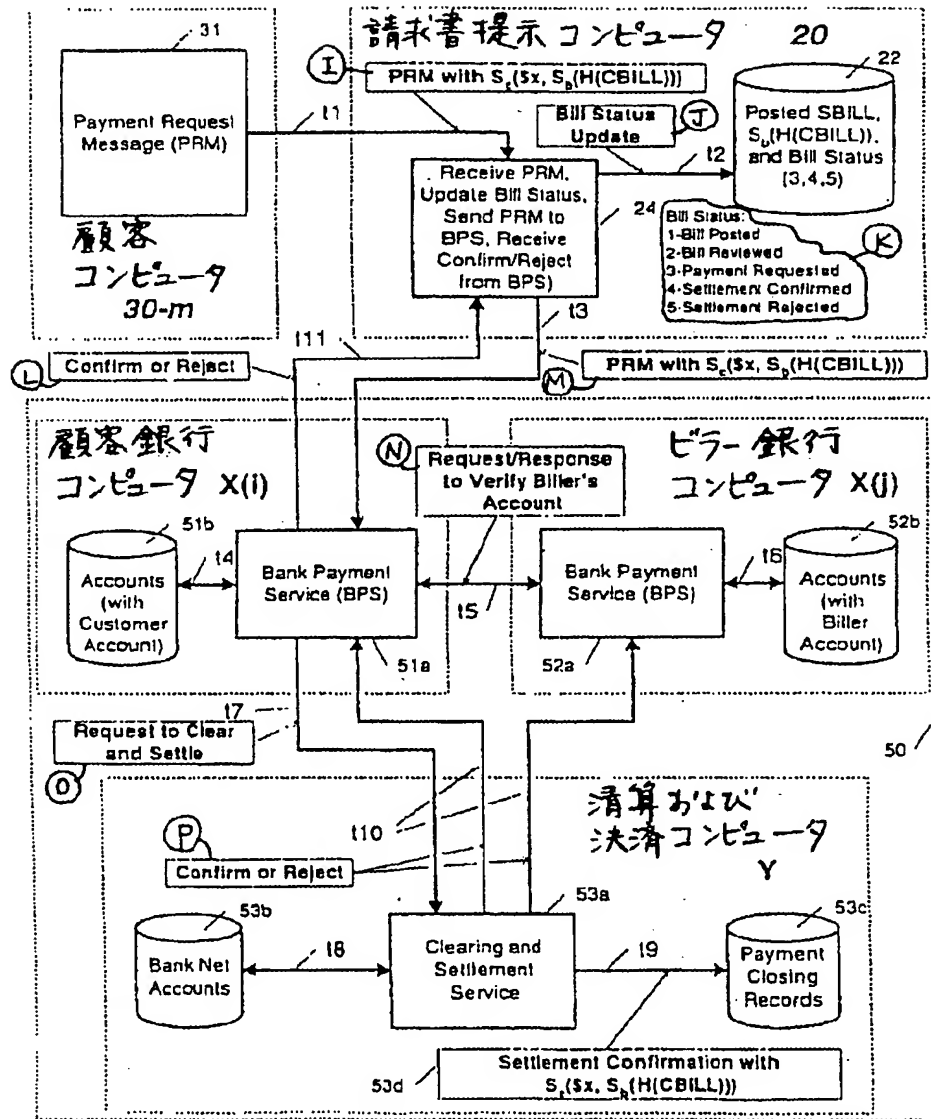 31
Payment Request
Message (PRM)
顧客
コンピュータ
30-m
t1
請求書提示コンピュータ 20
I
PRM with Sc($x, Sb(H(CBILL)))
Bill Status
Update
J
t2
22
Posted SBILL,
Sb(H(CBILL)),
and Bill Status
(3,4,5)
Receive PRM,
Update Bill Status,
Send PRM to
BPS, Receive
Confirm/Reject
from BPS)
24
Bill Status:
1-Bill Posted
2-Bill Reviewed
3-Payment Requested
4-Settlement Confirmed
5-Settlement Rejected
K
t11
t3
L
Confirm or Reject
M
PRM with Sc($x, Sb(H(CBILL)))
顧客銀行
コンピュータ X(i)
N
Request/Response
to Verify Biller's
Account
ビラー銀行
コンピュータ X(j)
51b
Accounts
(with
Customer
Account)
t4
Bank Payment
Service (BPS)
51a
t5
Bank Payment
Service (BPS)
52a
t6
52b
Accounts
(with
Biller
Account)
t7
Request to Clear
and Settle
O
50
清算および
決済コンピュータ
Y
t10
P
Confirm or Reject
53b
Bank Net
Accounts
t8
53a
Clearing and
Settlement
Service
t9
53c
Payment
Closing
Records
53d
Settlement Confirmation with
Sc($x, Sb(H(CBILL)))